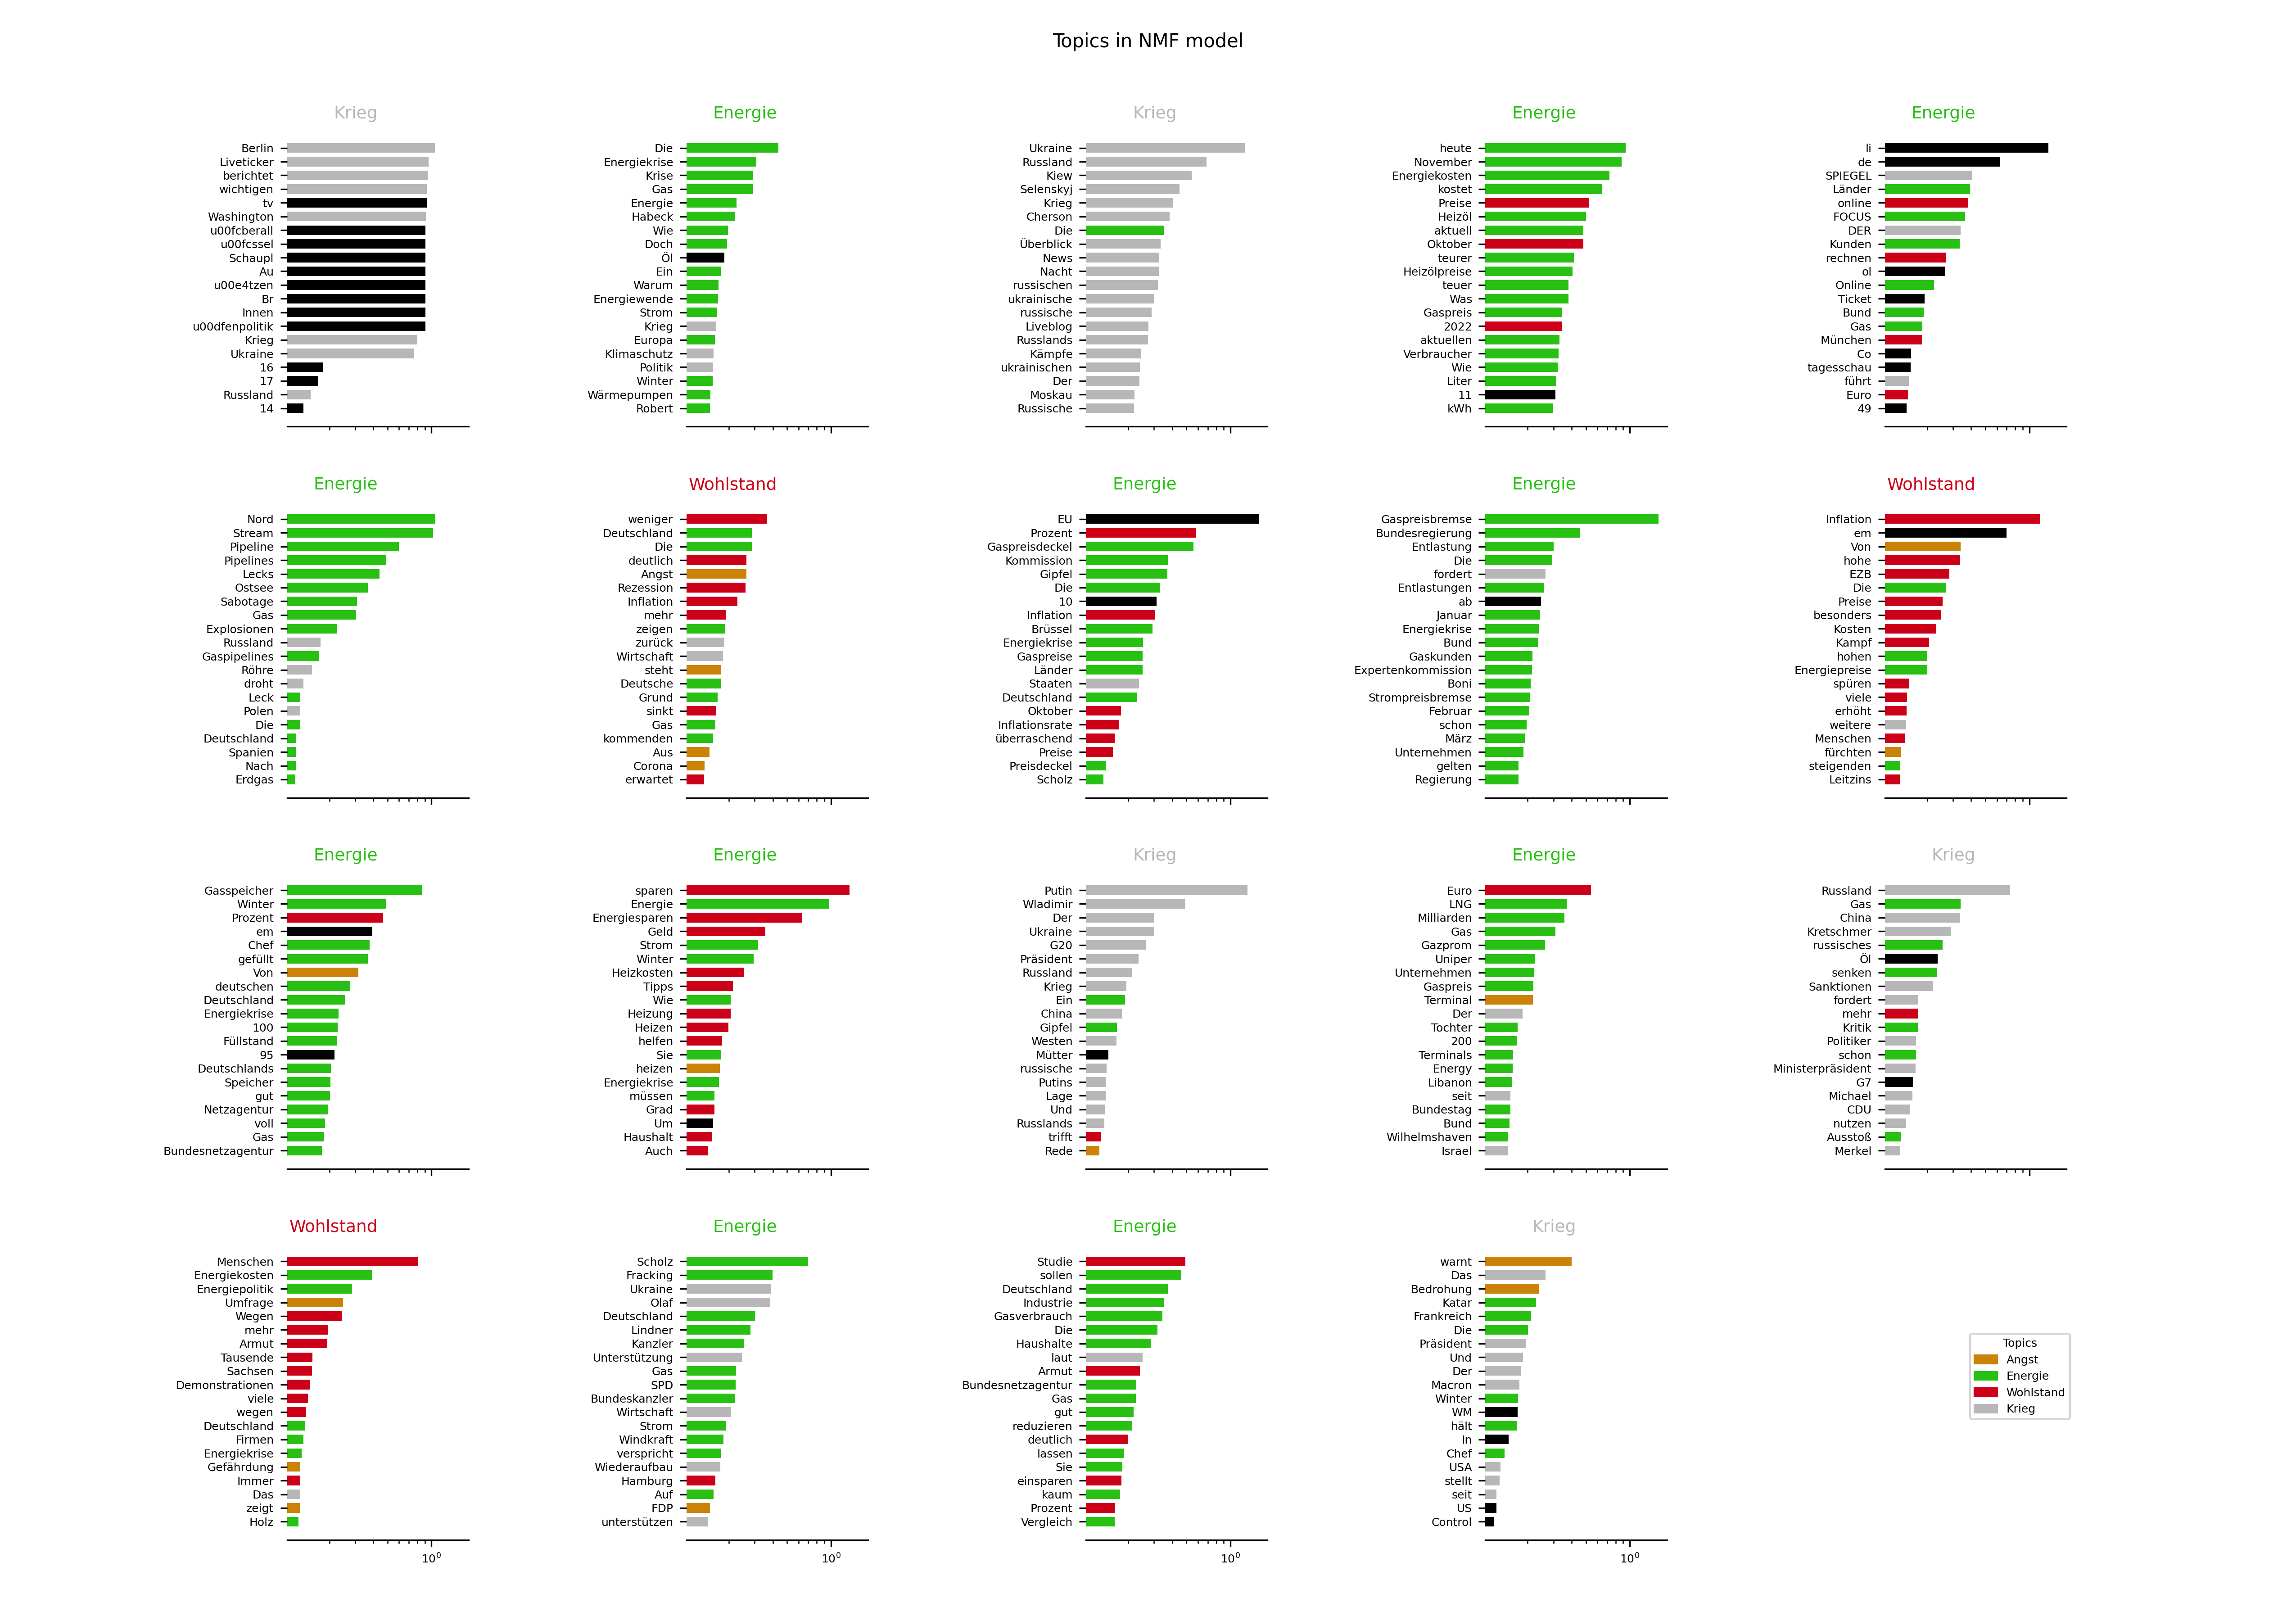 Topics in NMF model
Krieg
Berlin
Liveticker
berichtet
wichtigen
tv
Washington
u00fcberall
u00fcssel
Schaupl
Au
u00e4tzen
Br
Innen
u00dfenpolitik
Krieg
Ukraine
16
17
Russland
14
Energie
Die
Energiekrise
Krise
Gas
Energie
Habeck
Wie
Doch
Öl
Ein
Warum
Energiewende
Strom
Krieg
Europa
Klimaschutz
Politik
Winter
Wärmepumpen
Robert
Krieg
Ukraine
Russland
Kiew
Selenskyj
Krieg
Cherson
Die
Überblick
News
Nacht
russischen
ukrainische
russische
Liveblog
Russlands
Kämpfe
ukrainischen
Der
Moskau
Russische
Energie
heute
November
Energiekosten
kostet
Preise
Heizöl
aktuell
Oktober
teurer
Heizölpreise
teuer
Was
Gaspreis
2022
aktuellen
Verbraucher
Wie
Liter
11
kWh
Energie
li
de
SPIEGEL
Länder
online
FOCUS
DER
Kunden
rechnen
ol
Online
Ticket
Bund
Gas
München
Co
tagesschau
führt
Euro
49
Energie
Nord
Stream
Pipeline
Pipelines
Lecks
Ostsee
Sabotage
Gas
Explosionen
Russland
Gaspipelines
Röhre
droht
Leck
Polen
Die
Deutschland
Spanien
Nach
Erdgas
Wohlstand
weniger
Deutschland
Die
deutlich
Angst
Rezession
Inflation
mehr
zeigen
zurück
Wirtschaft
steht
Deutsche
Grund
sinkt
Gas
kommenden
Aus
Corona
erwartet
Energie
EU
Prozent
Gaspreisdeckel
Kommission
Gipfel
Die
10
Inflation
Brüssel
Energiekrise
Gaspreise
Länder
Staaten
Deutschland
Oktober
Inflationsrate
überraschend
Preise
Preisdeckel
Scholz
Energie
Gaspreisbremse
Bundesregierung
Entlastung
Die
fordert
Entlastungen
ab
Januar
Energiekrise
Bund
Gaskunden
Expertenkommission
Boni
Strompreisbremse
Februar
schon
März
Unternehmen
gelten
Regierung
Wohlstand
Inflation
em
Von
hohe
EZB
Die
Preise
besonders
Kosten
Kampf
hohen
Energiepreise
spüren
viele
erhöht
weitere
Menschen
fürchten
steigenden
Leitzins
Energie
Gasspeicher
Winter
Prozent
em
Chef
gefüllt
Von
deutschen
Deutschland
Energiekrise
100
Füllstand
95
Deutschlands
Speicher
gut
Netzagentur
voll
Gas
Bundesnetzagentur
Energie
sparen
Energie
Energiesparen
Geld
Strom
Winter
Heizkosten
Tipps
Wie
Heizung
Heizen
helfen
Sie
heizen
Energiekrise
müssen
Grad
Um
Haushalt
Auch
Krieg
Putin
Wladimir
Der
Ukraine
G20
Präsident
Russland
Krieg
Ein
China
Gipfel
Westen
Mütter
russische
Putins
Lage
Und
Russlands
trifft
Rede
Energie
Euro
LNG
Milliarden
Gas
Gazprom
Uniper
Unternehmen
Gaspreis
Terminal
Der
Tochter
200
Terminals
Energy
Libanon
seit
Bundestag
Bund
Wilhelmshaven
Israel
Krieg
Russland
Gas
China
Kretschmer
russisches
Öl
senken
Sanktionen
fordert
mehr
Kritik
Politiker
schon
Ministerpräsident
G7
Michael
CDU
nutzen
Ausstoß
Merkel
Wohlstand
Menschen
Energiekosten
Energiepolitik
Umfrage
Wegen
mehr
Armut
Tausende
Sachsen
Demonstrationen
viele
wegen
Deutschland
Firmen
Energiekrise
Gefährdung
Immer
Das
zeigt
Holz
10⁰
Energie
Scholz
Fracking
Ukraine
Olaf
Deutschland
Lindner
Kanzler
Unterstützung
Gas
SPD
Bundeskanzler
Wirtschaft
Strom
Windkraft
verspricht
Wiederaufbau
Hamburg
Auf
FDP
unterstützen
10⁰
Energie
Studie
sollen
Deutschland
Industrie
Gasverbrauch
Die
Haushalte
laut
Armut
Bundesnetzagentur
Gas
gut
reduzieren
deutlich
lassen
Sie
einsparen
kaum
Prozent
Vergleich
10⁰
Krieg
warnt
Das
Bedrohung
Katar
Frankreich
Die
Präsident
Und
Der
Macron
Winter
WM
hält
In
Chef
USA
stellt
seit
US
Control
10⁰
Topics
Angst
Energie
Wohlstand
Krieg